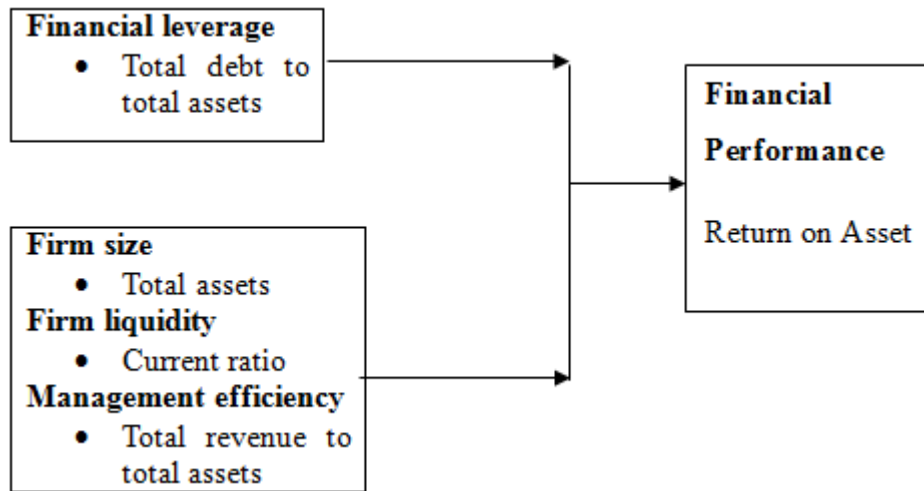 Financial leverage
• Total debt to
total assets
Firm size
• Total assets
Firm liquidity
• Current ratio
Management efficiency
• Total revenue to
total assets
Financial
Performance
Return on Asset